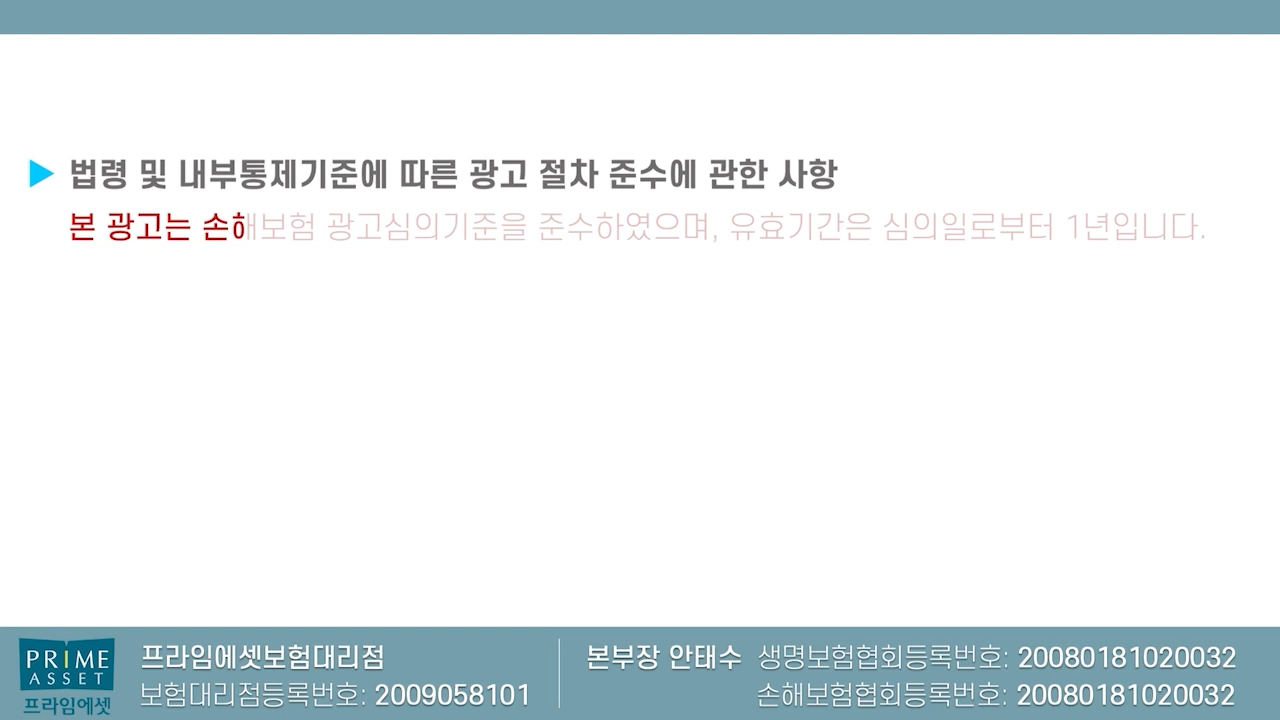 ▶ 법령 및 내부통제기준에 따른 광고 절차 준수에 관한 사항
본 광고는 손해보험 광고심의기준을 준수하였으며, 유효기간은 심의일로부터 1년입니다.
PRIME
ASSET
프라임에셋
프라임에셋보험대리점
보험대리점등록번호: 2009058101
본부장 안태수 생명보험협회등록번호: 20080181020032
손해보험협회등록번호: 20080181020032